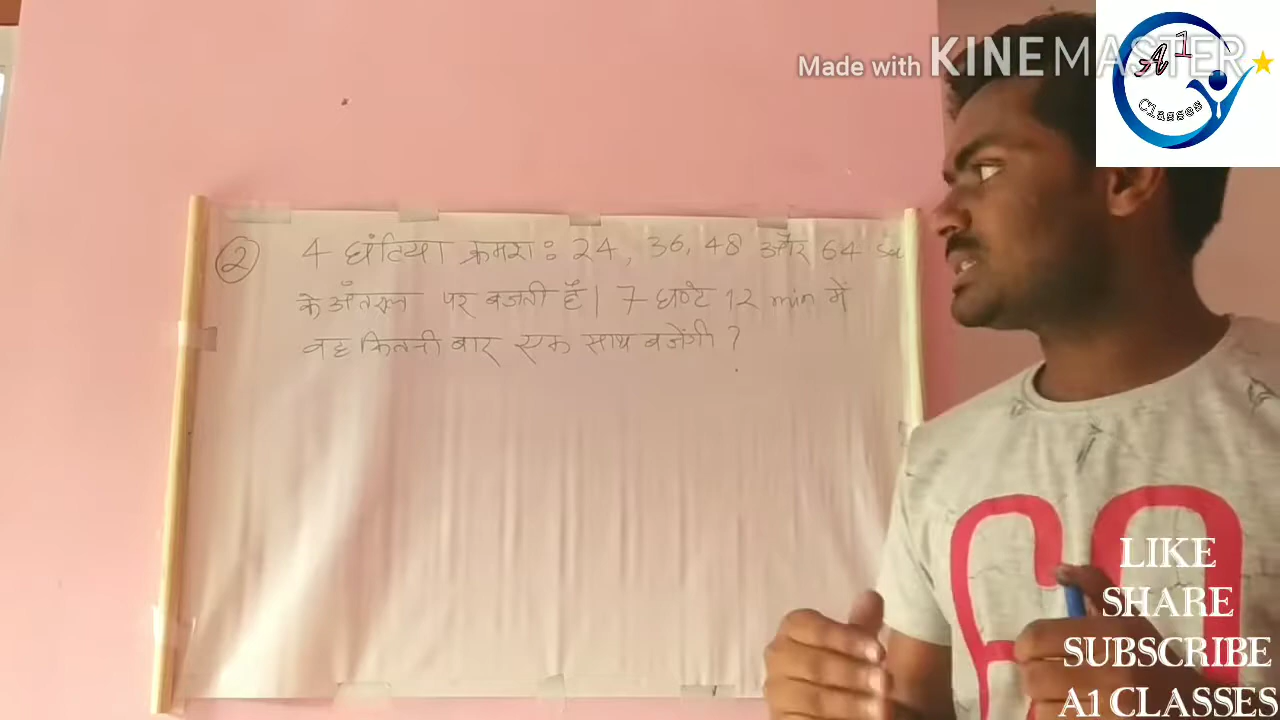 Made with KINEMASTER
A1
Classes
② 4 घंटिया क्रमश: 24, 36, 48 और 64
के अंतराल पर बजती हैं। 7 घण्टे 12 min में
वह कितनी बार एक साथ बजेंगी ?
LIKE
SHARE
SUBSCRIBE
A1 CLASSES